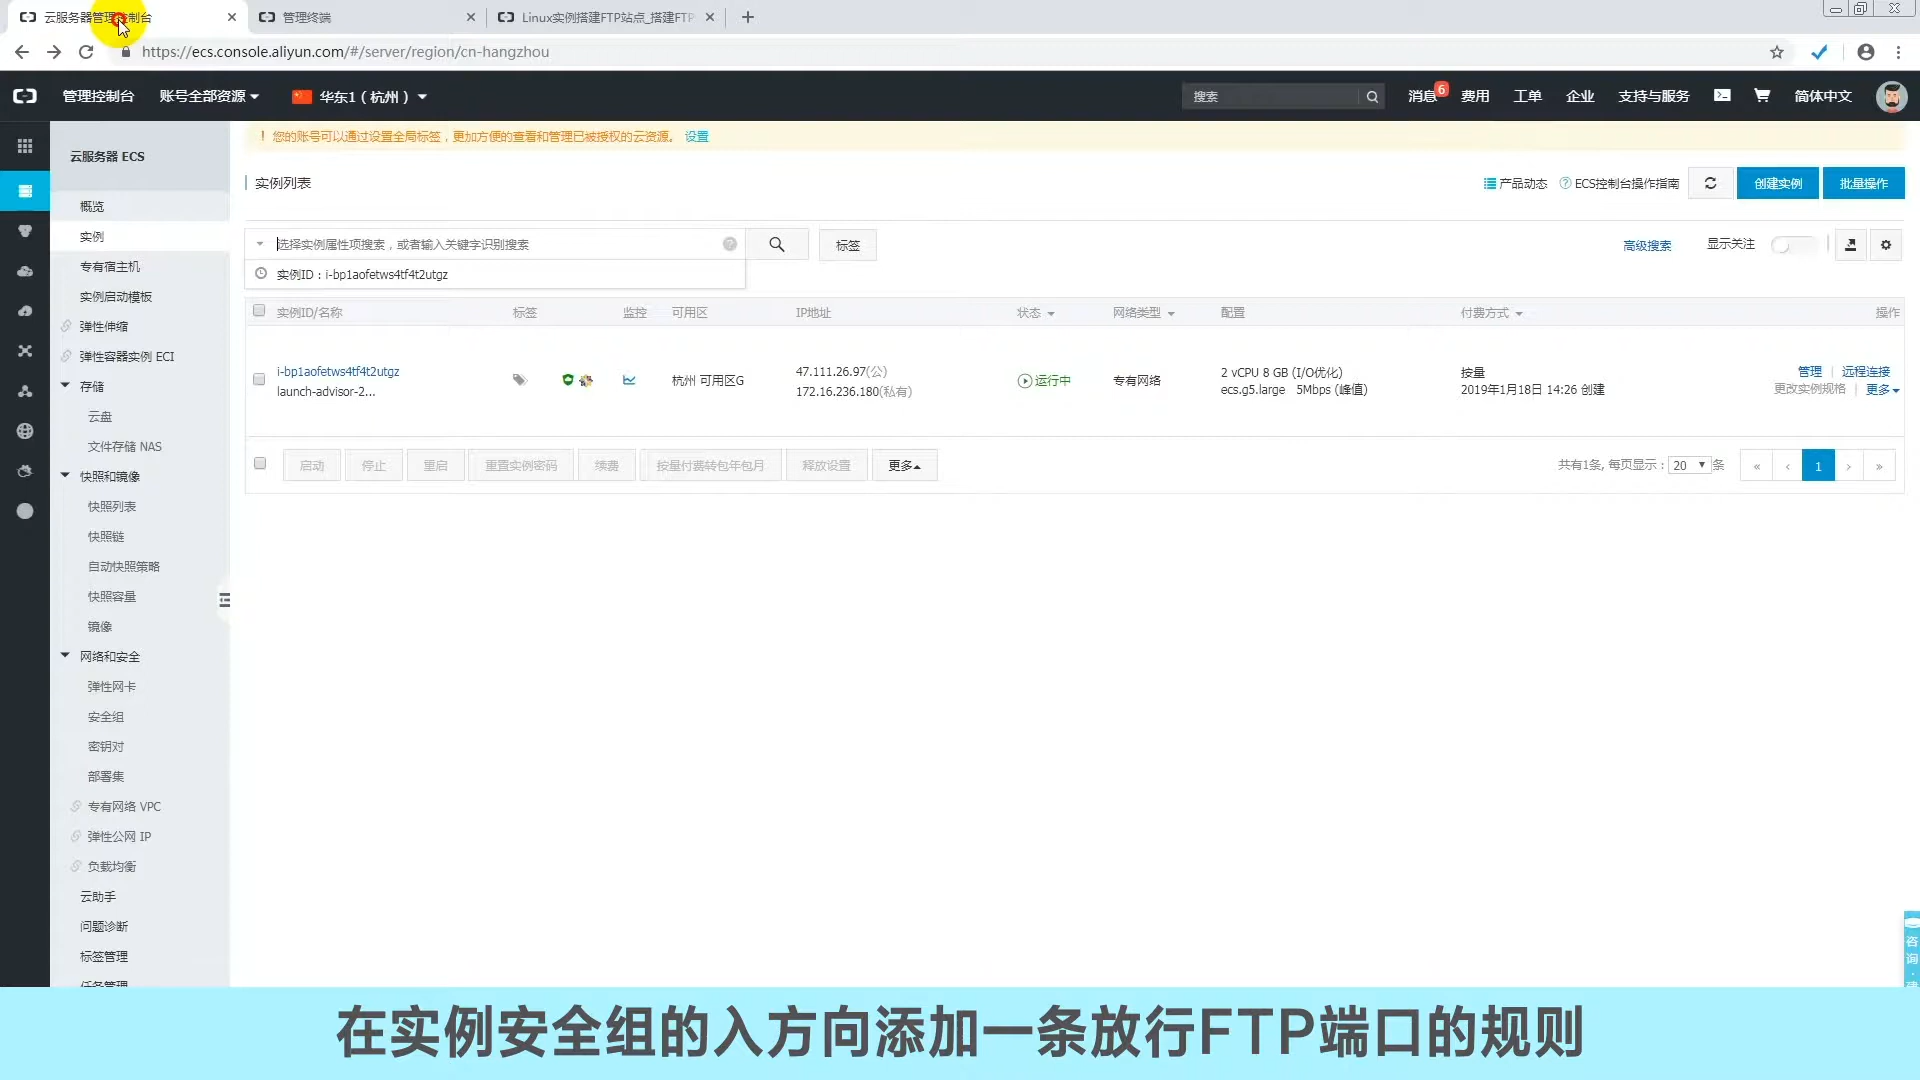 云服务器管理控制台
管理终端
Linux实例搭建FTP站点_搭建FTP
https://ecs.console.aliyun.com/#/server/region/cn-hangzhou
管理控制台 账号全部资源 华东1（杭州） 搜索 消息 6 费用 工单 企业 支持与服务 简体中文
云服务器 ECS
概览
实例
专有宿主机
实例启动模板
弹性伸缩
弹性容器实例 ECI
存储
云盘
文件存储 NAS
快照和镜像
快照列表
快照链
自动快照策略
快照容量
镜像
网络和安全
弹性网卡
安全组
密钥对
部署集
专有网络 VPC
弹性公网 IP
负载均衡
云助手
问题诊断
标签管理
任务管理
! 您的账号可以通过设置全局标签，更加方便的查看和管理已被授权的云资源。 设置
实例列表 产品动态 ECS控制台操作指南 创建实例 批量操作
选择实例属性项搜索，或者输入关键字识别搜索 标签 高级搜索 显示关注
实例ID：i-bp1aofetws4tf4t2utgz
实例ID/名称 标签 监控 可用区 IP地址 状态 网络类型 配置 付费方式 操作
i-bp1aofetws4tf4t2utgz
launch-advisor-2...
杭州 可用区G
47.111.26.97(公)
172.16.236.180(私有)
运行中
专有网络
2 vCPU 8 GB (I/O优化)
ecs.g5.large 5Mbps (峰值)
按量
2019年1月18日 14:26 创建
管理 | 远程连接
更改实例规格 | 更多
启动 停止 重启 重置实例密码 续费 按量付费转包年包月 释放设置 更多 共有1条, 每页显示：20 条 « ‹ 1 › »
咨询·
在实例安全组的入方向添加一条放行FTP端口的规则